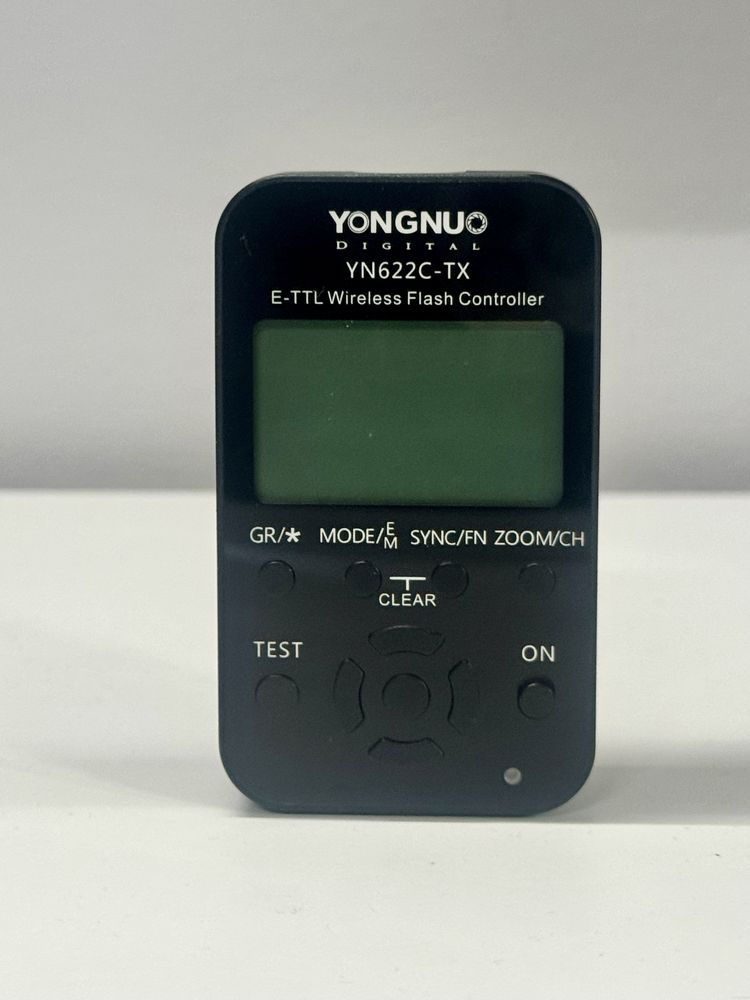 YONGNUO
DIGITAL
YN622C-TX
E-TTL Wireless Flash Controller
GR/* MODE/E M SYNC/FN ZOOM/CH
CLEAR
TEST ON